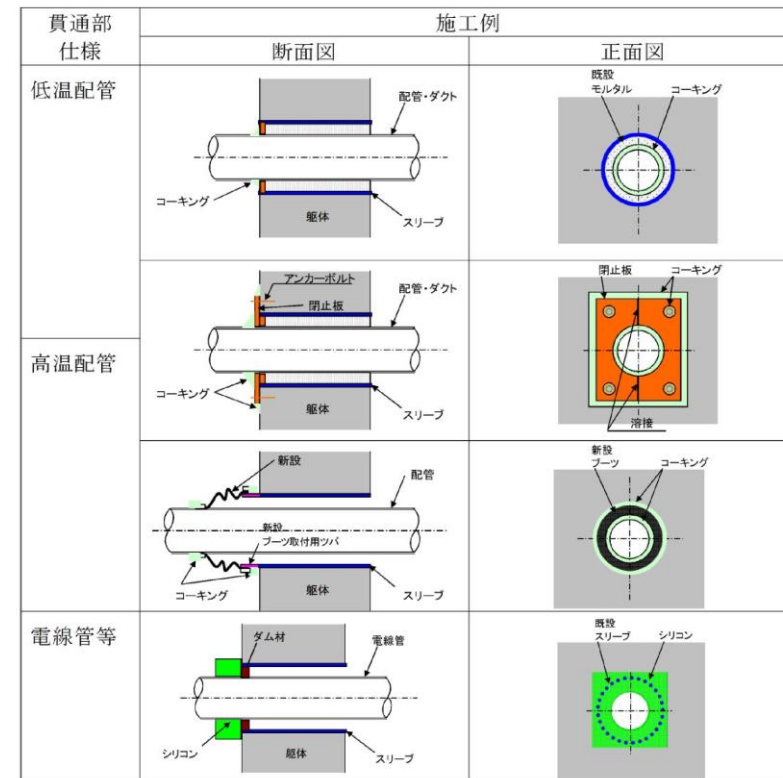 貫通部
仕様
施工例
断面図
正面図
低温配管
配管・ダクト
コーキング
スリーブ
躯体
既設
モルタル
コーキング
アンカーボルト
閉止板
配管・ダクト
コーキング
スリーブ
躯体
閉止板
コーキング
溶接
高温配管
新設
配管
新設
ブーツ取付用ツバ
コーキング
スリーブ
躯体
新設
ブーツ
コーキング
電線管等
ダム材
電線管
シリコン
スリーブ
躯体
既設
スリーブ
シリコン